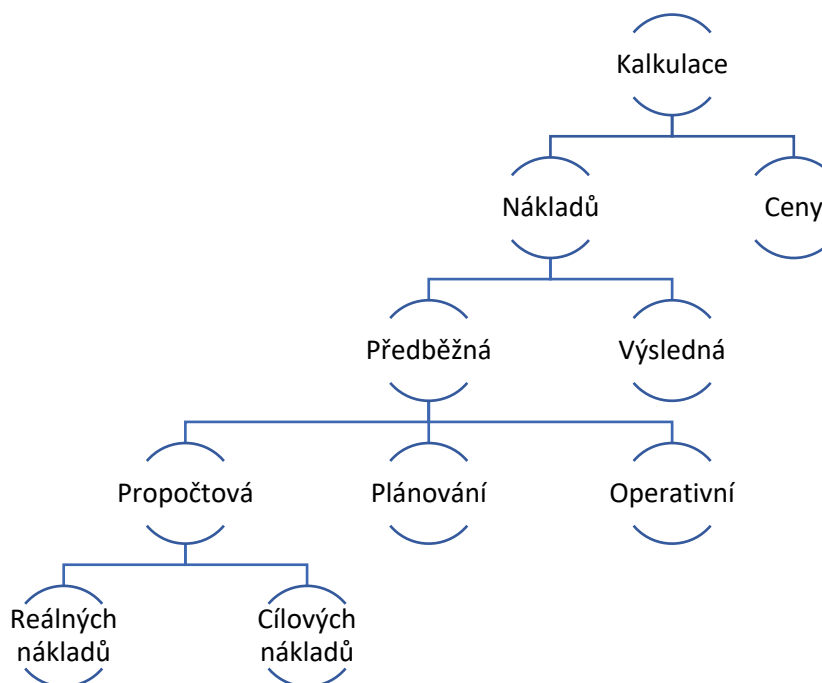 Kalkulace
Nákladů
Ceny
Předběžná
Výsledná
Propočtová
Plánování
Operativní
Reálných
nákladů
Cílových
nákladů